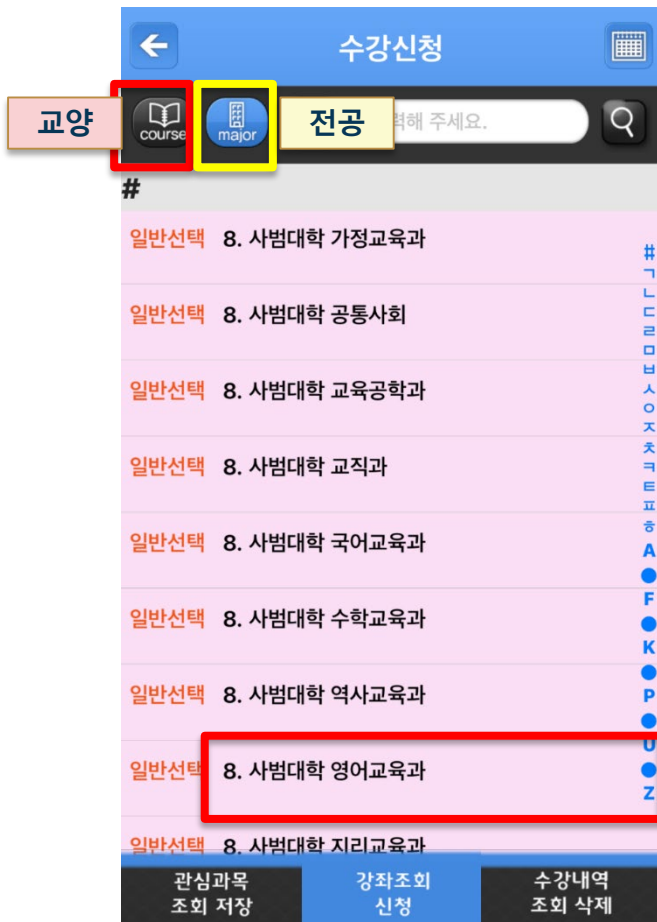 수강신청
교양
course
major
전공
력해 주세요.
#
일반선택 8. 사범대학 가정교육과
일반선택 8. 사범대학 공통사회
일반선택 8. 사범대학 교육공학과
일반선택 8. 사범대학 교직과
일반선택 8. 사범대학 국어교육과
일반선택 8. 사범대학 수학교육과
일반선택 8. 사범대학 역사교육과
일반선택 8. 사범대학 영어교육과
일반선택 8. 사범대학 지리교육과
#
ㄱ
ㄴ
ㄷ
ㄹ
ㅁ
ㅂ
ㅅ
ㅇ
ㅈ
ㅊ
ㅋ
ㅌ
ㅍ
ㅎ
A
●
F
●
K
●
P
●
U
●
Z
관심과목
조회 저장
강좌조회
신청
수강내역
조회 삭제